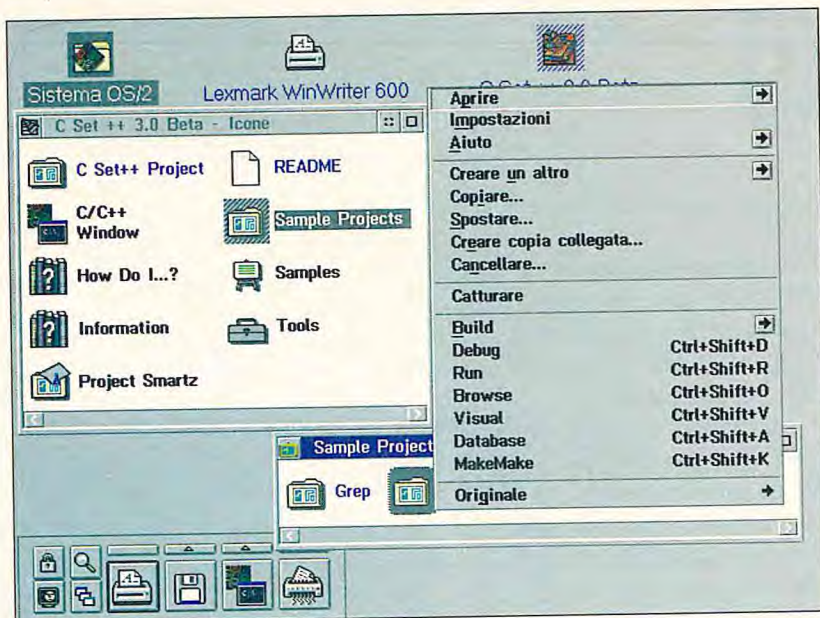 Sistema OS/2
Lexmark WinWriter 600
C Set ++ 3.0 Beta - Icone
C Set++ Project
README
C/C++
Window
Sample Projects
How Do I...?
Samples
Information
Tools
Project Smartz
Aprire
Impostazioni
Aiuto
Creare un altro
Copiare...
Spostare...
Creare copia collegata...
Cancellare...
Catturare
Build
Debug Ctrl+Shift+D
Run Ctrl+Shift+R
Browse Ctrl+Shift+O
Visual Ctrl+Shift+V
Database Ctrl+Shift+A
MakeMake Ctrl+Shift+K
Originale
Sample Project
Grep